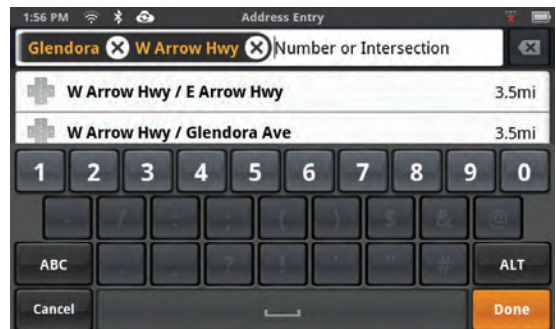 1:56 PM Address Entry
Glendora W Arrow Hwy Number or Intersection
W Arrow Hwy / E Arrow Hwy 3.5mi
W Arrow Hwy / Glendora Ave 3.5mi
1 2 3 4 5 6 7 8 9 0
- / : ; ( ) $ & @
ABC . , ? ! ' " # ALT
Cancel Done